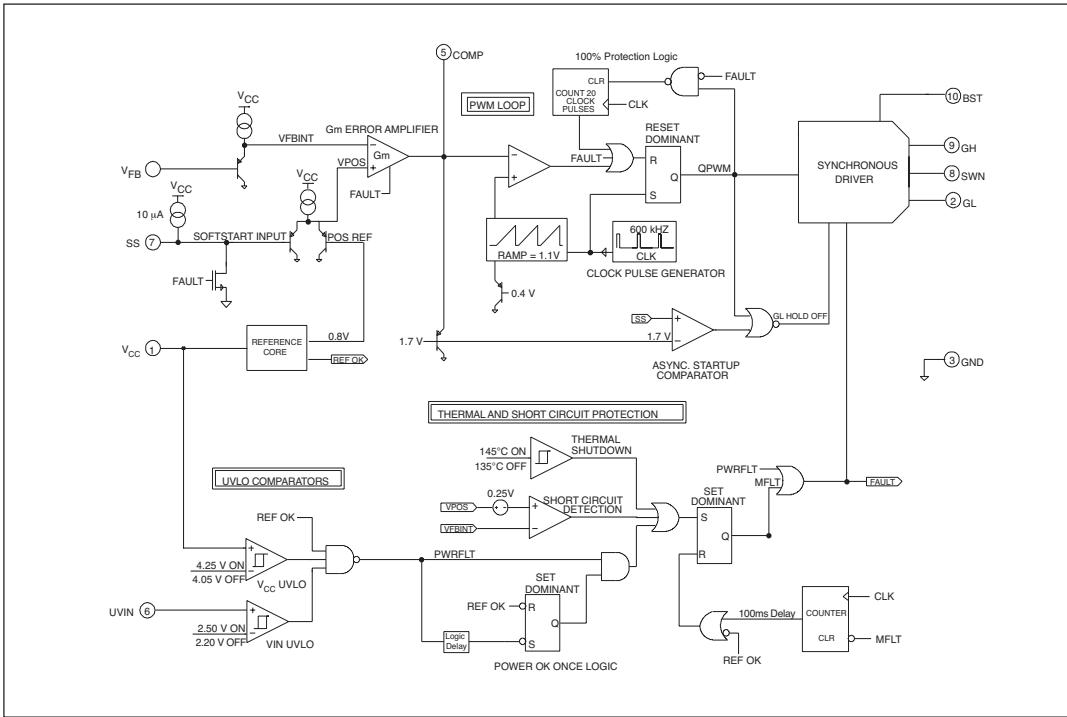 5 COMP
100% Protection Logic
CLR
COUNT 20
CLOCK
PULSES
FAULT
CLK
VCC
PWM LOOP
10 BST
Gm ERROR AMPLIFIER
VFBINT
−
Gm
+
VPOS
RESET
DOMINANT
FAULT
R
Q
S
QPWM
SYNCHRONOUS
DRIVER
9 GH
8 SWN
2 GL
VFB
VCC
VCC
FAULT
−
+
10 µA
SS 7
SOFTSTART INPUT
POS REF
RAMP = 1.1V
600 kHZ
CLK
CLOCK PULSE GENERATOR
FAULT
0.4 V
SS
+
GL HOLD OFF
VCC 1
REFERENCE
CORE
0.8V
REF OK
1.7 V
1.7 V
−
ASYNC. STARTUP
COMPARATOR
3 GND
THERMAL AND SHORT CIRCUIT PROTECTION
145°C ON
135°C OFF
THERMAL
SHUTDOWN
UVLO COMPARATORS
0.25V
+ -
VPOS
+
SHORT CIRCUIT
DETECTION
VFBINT
−
SET
DOMINANT
S
Q
R
PWRFLT
MFLT
FAULT
REF OK
+
4.25 V ON
−
4.05 V OFF
VCC UVLO
PWRFLT
SET
DOMINANT
REF OK
R
Q
S
Logic
Delay
POWER OK ONCE LOGIC
UVIN 6
+
2.50 V ON
−
2.20 V OFF
VIN UVLO
100ms Delay
COUNTER
CLR
CLK
MFLT
REF OK